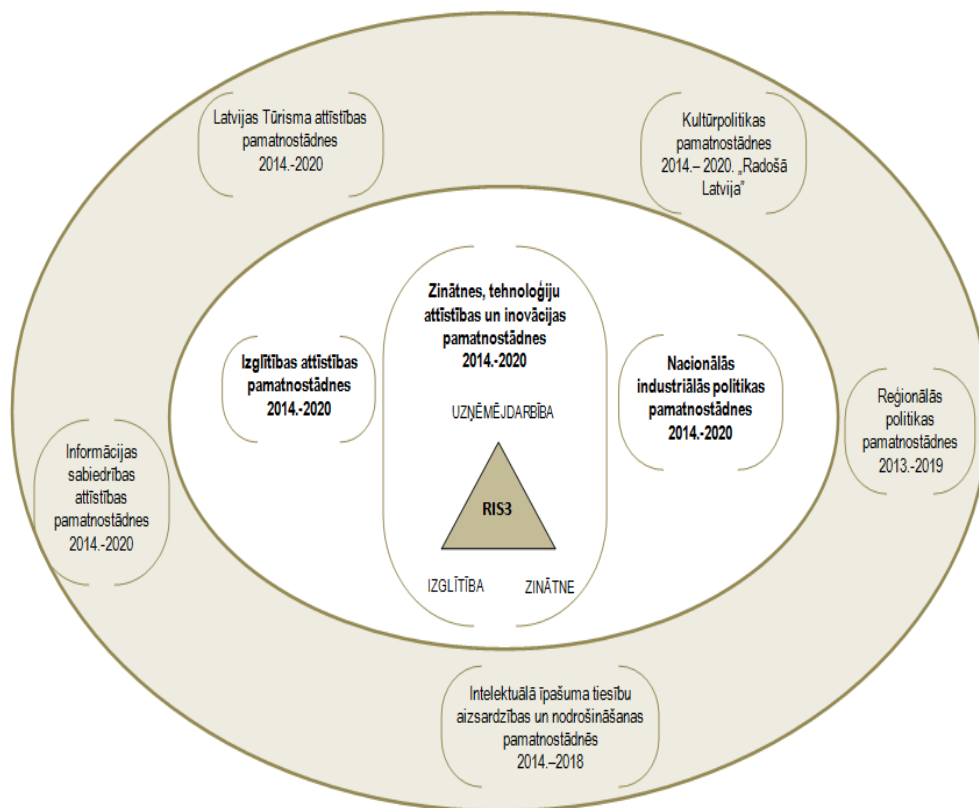 Latvijas Tūrisma attīstības
pamatnostādnes
2014.-2020
Kultūrpolitikas
pamatnostādnes
2014.– 2020. „Radošā
Latvija”
Zinātnes, tehnoloģiju
attīstības un inovācijas
pamatnostādnes
2014.-2020
Izglītības attīstības
pamatnostādnes
2014.-2020
Nacionālās
industriālās politikas
pamatnostādnes
2014.-2020
UZŅĒMĒJDARBĪBA
RIS3
IZGLĪTĪBA
ZINĀTNE
Reģionālās
politikas
pamatnostādnes
2013.-2019
Informācijas
sabiedrības
attīstības
pamatnostādnes
2014.-2020
Intelektuālā īpašuma tiesību
aizsardzības un nodrošināšanas
pamatnostādnēs
2014.–2018